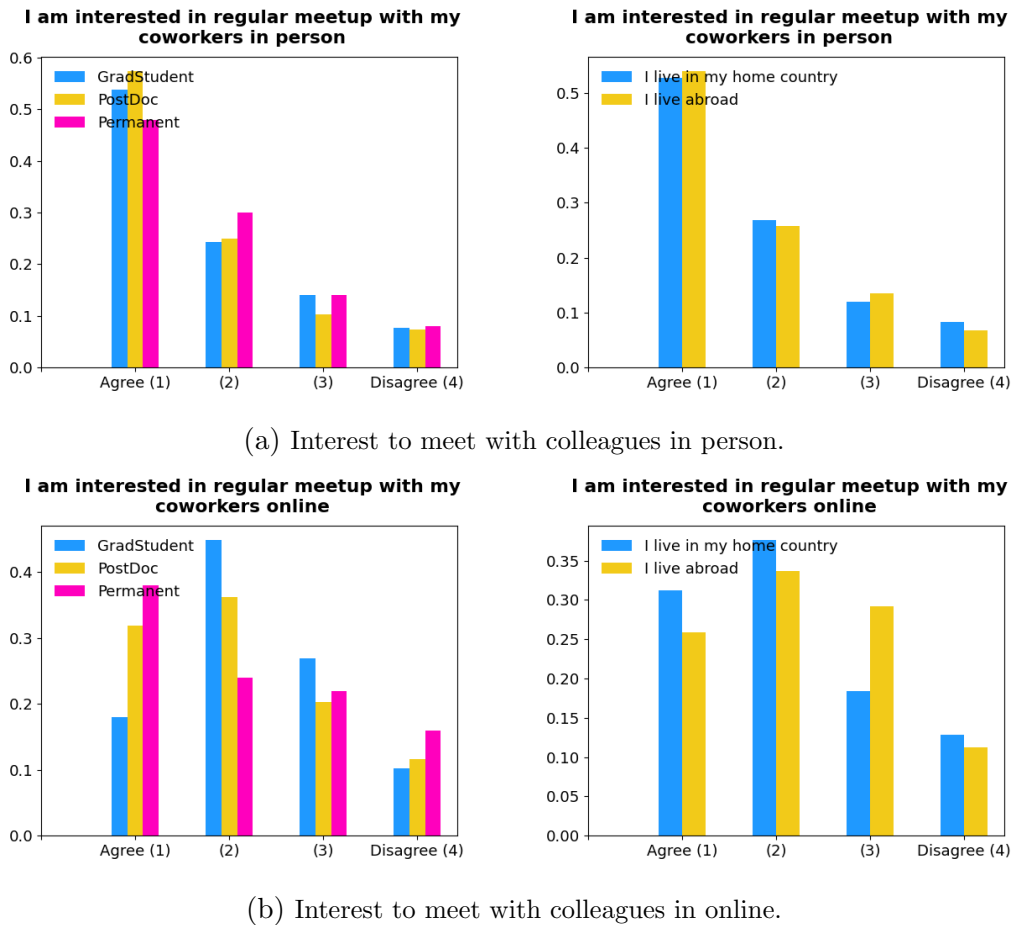 I am interested in regular meetup with my
coworkers in person
0.6
0.5
0.4
0.3
0.2
0.1
0.0
GradStudent
PostDoc
Permanent
Agree (1)
(2)
(3)
Disagree (4)
I am interested in regular meetup with my
coworkers in person
0.5
0.4
0.3
0.2
0.1
0.0
I live in my home country
I live abroad
Agree (1)
(2)
(3)
Disagree (4)
(a) Interest to meet with colleagues in person.
I am interested in regular meetup with my
coworkers online
0.4
0.3
0.2
0.1
0.0
GradStudent
PostDoc
Permanent
Agree (1)
(2)
(3)
Disagree (4)
I am interested in regular meetup with my
coworkers online
0.35
0.30
0.25
0.20
0.15
0.10
0.05
0.00
I live in my home country
I live abroad
Agree (1)
(2)
(3)
Disagree (4)
(b) Interest to meet with colleagues in online.